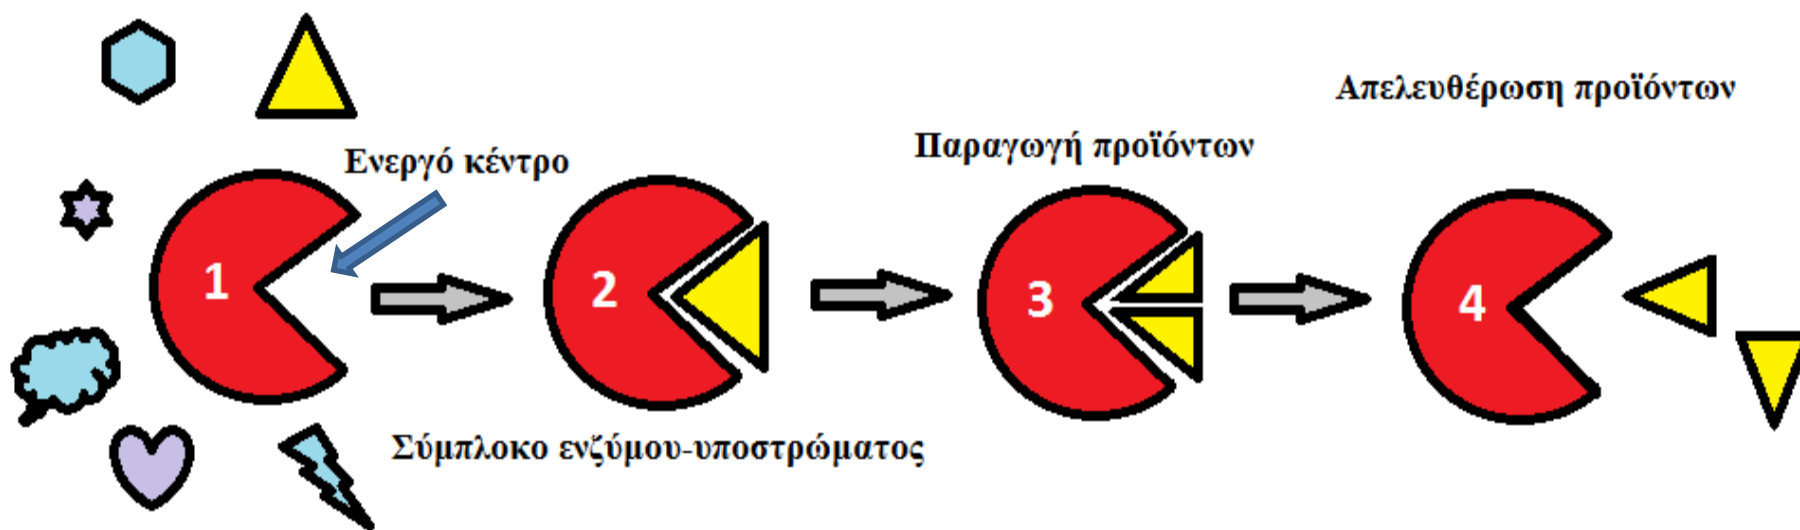 Απελευθέρωση προϊόντων
Παραγωγή προϊόντων
Ενεργό κέντρο
1
2
3
4
Σύμπλοκο ενζύμου-υποστρώματος